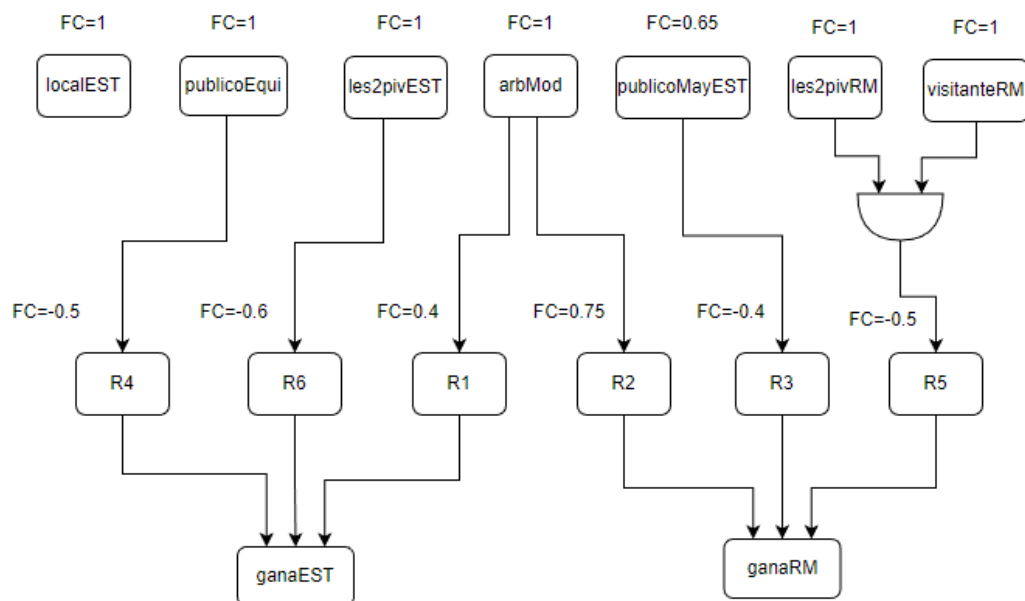 FC=1 FC=1 FC=1 FC=1 FC=0.65 FC=1 FC=1
localEST publicoEqui les2pivEST arbMod publicoMayEST les2pivRM visitanteRM
FC=-0.5 FC=-0.6 FC=0.4 FC=0.75 FC=-0.4 FC=-0.5
R4 R6 R1 R2 R3 R5
ganaEST ganaRM